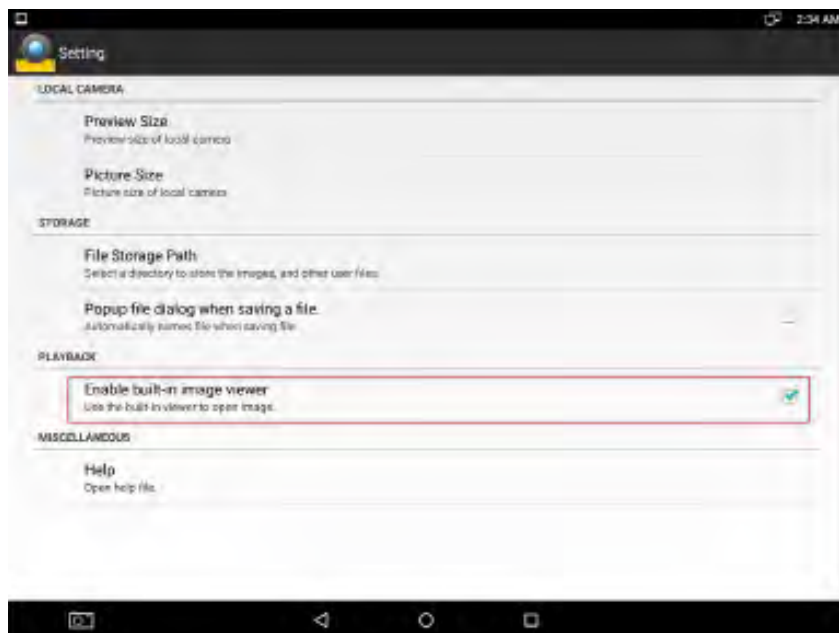 2:34 AM
Setting
LOCAL CAMERA
Preview Size
Preview size of local camera
Picture Size
Picture size of local camera
STORAGE
File Storage Path
Select a directory to store the images, and other user files.
Popup file dialog when saving a file.
Automatically names file when saving file
PLAYBACK
Enable built-in image viewer
Use the built-in viewer to open image.
MISCELLANEOUS
Help
Open help file.